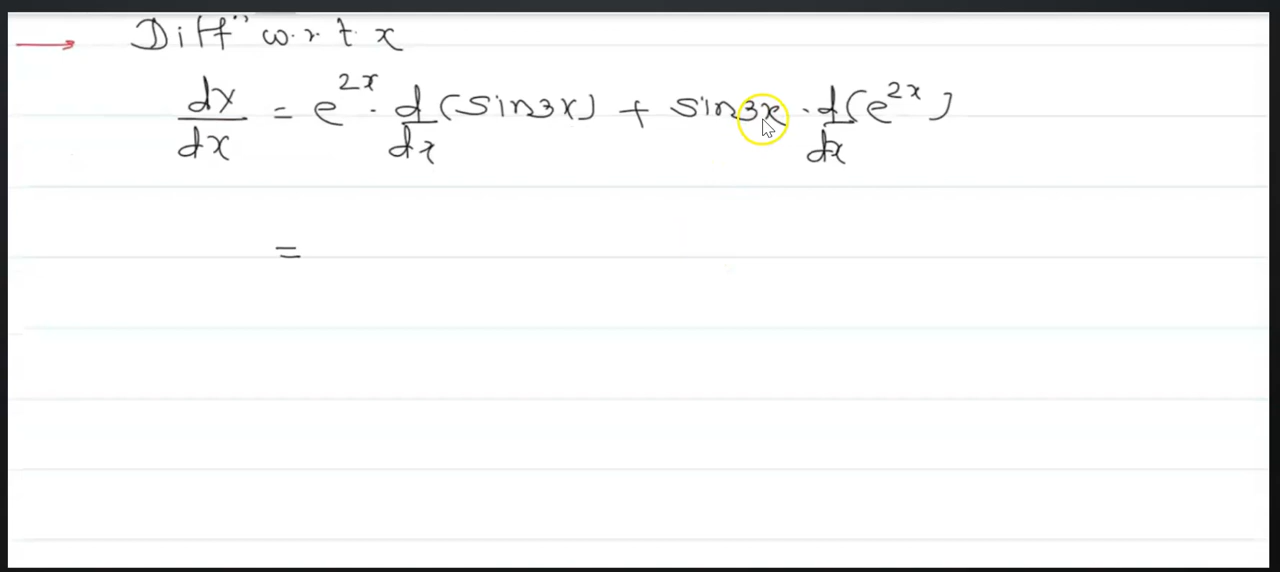 → Diffⁿ w.r.t. x
dy/dx = e^{2x} · d/dx (sin3x) + sin3x · d/dx (e^{2x})
=